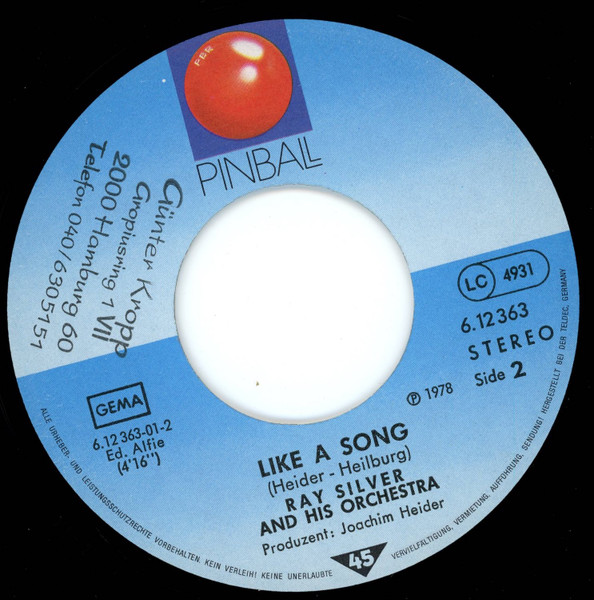 FBR
PINBALL
Günter Kropp
Gropiusring 1 VII
2000 Hamburg 60
Telefon 040/6305151
LC 4931
6.12363
STEREO
Side 2
℗ 1978
GEMA
6.12 363-01-2
Ed. Alfie
(4'16")
LIKE A SONG
(Heider - Heilburg)
RAY SILVER
AND HIS ORCHESTRA
Produzent: Joachim Heider
45
ALLE URHEBER- UND LEISTUNGSSCHUTZRECHTE VORBEHALTEN. KEIN VERLEIH! KEINE UNERLAUBTE VERVIELFÄLTIGUNG, VERMIETUNG, AUFFÜHRUNG, SENDUNG! HERGESTELLT BEI DER TELDEC, GERMANY